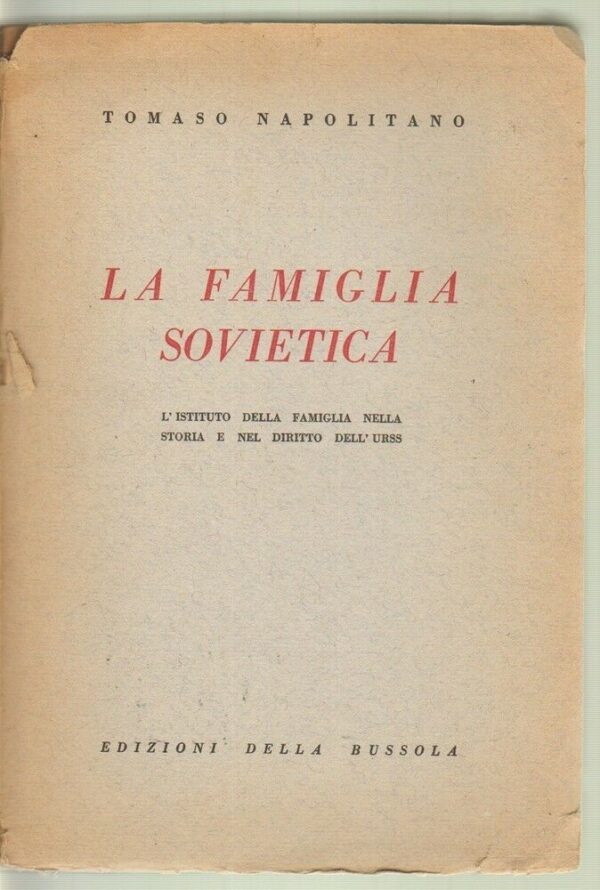 TOMASO NAPOLITANO
LA FAMIGLIA
SOVIETICA
L'ISTITUTO DELLA FAMIGLIA NELLA
STORIA E NEL DIRITTO DELL'URSS
EDIZIONI DELLA BUSSOLA